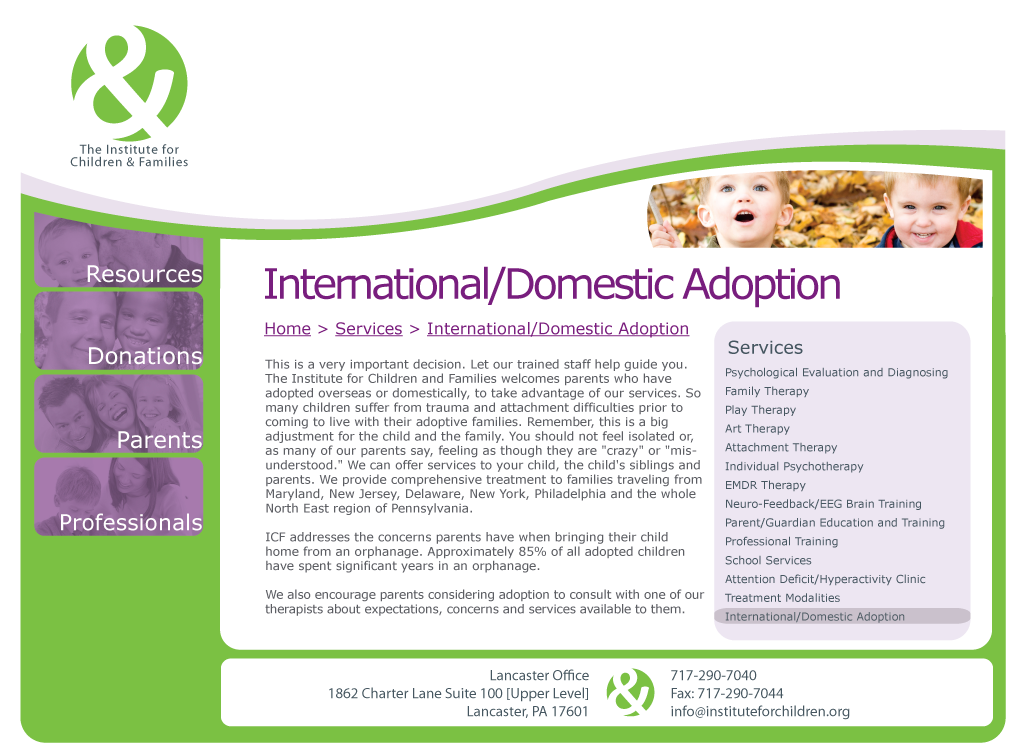 The Institute for
Children & Families
Resources
Donations
Parents
Professionals
International/Domestic Adoption
Home > Services > International/Domestic Adoption
This is a very important decision. Let our trained staff help guide you.
The Institute for Children and Families welcomes parents who have
adopted overseas or domestically, to take advantage of our services. So
many children suffer from trauma and attachment difficulties prior to
coming to live with their adoptive families. Remember, this is a big
adjustment for the child and the family. You should not feel isolated or,
as many of our parents say, feeling as though they are "crazy" or "mis-
understood." We can offer services to your child, the child's siblings and
parents. We provide comprehensive treatment to families traveling from
Maryland, New Jersey, Delaware, New York, Philadelphia and the whole
North East region of Pennsylvania.
ICF addresses the concerns parents have when bringing their child
home from an orphanage. Approximately 85% of all adopted children
have spent significant years in an orphanage.
We also encourage parents considering adoption to consult with one of our
therapists about expectations, concerns and services available to them.
Services
Psychological Evaluation and Diagnosing
Family Therapy
Play Therapy
Art Therapy
Attachment Therapy
Individual Psychotherapy
EMDR Therapy
Neuro-Feedback/EEG Brain Training
Parent/Guardian Education and Training
Professional Training
School Services
Attention Deficit/Hyperactivity Clinic
Treatment Modalities
International/Domestic Adoption
Lancaster Office
1862 Charter Lane Suite 100 [Upper Level]
Lancaster, PA 17601
&
717-290-7040
Fax: 717-290-7044
info@instituteforchildren.org